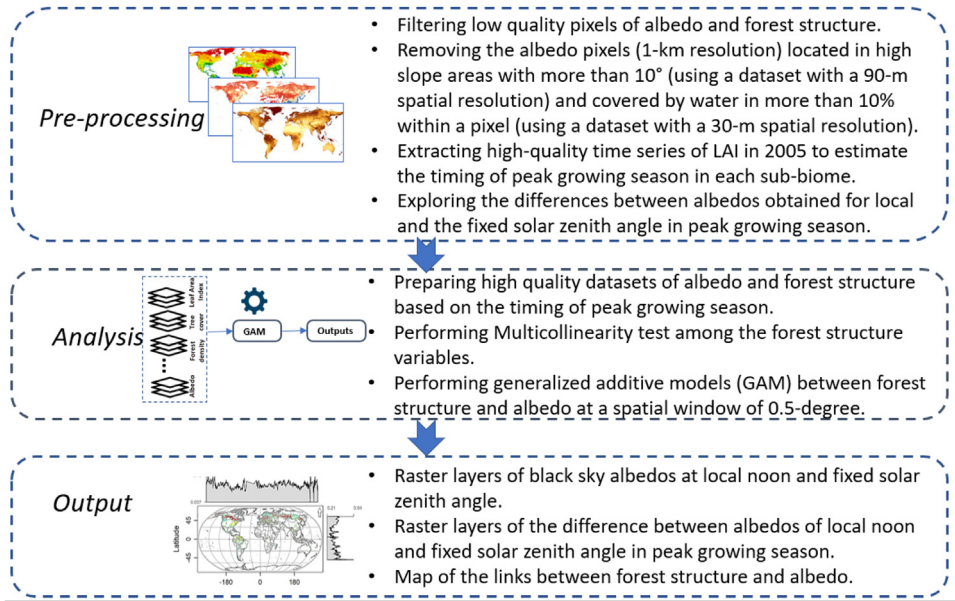 Pre-processing
• Filtering low quality pixels of albedo and forest structure.
• Removing the albedo pixels (1-km resolution) located in high
slope areas with more than 10° (using a dataset with a 90-m
spatial resolution) and covered by water in more than 10%
within a pixel (using a dataset with a 30-m spatial resolution).
• Extracting high-quality time series of LAI in 2005 to estimate
the timing of peak growing season in each sub-biome.
• Exploring the differences between albedos obtained for local
and the fixed solar zenith angle in peak growing season.
Analysis
Leaf Area
Index
Tree
cover
Forest
density
Albedo
GAM
Outputs
• Preparing high quality datasets of albedo and forest structure
based on the timing of peak growing season.
• Performing Multicollinearity test among the forest structure
variables.
• Performing generalized additive models (GAM) between forest
structure and albedo at a spatial window of 0.5-degree.
Output
Latitude
45
0
-45
-180
0
180
• Raster layers of black sky albedos at local noon and fixed solar
zenith angle.
• Raster layers of the difference between albedos of local noon
and fixed solar zenith angle in peak growing season.
• Map of the links between forest structure and albedo.